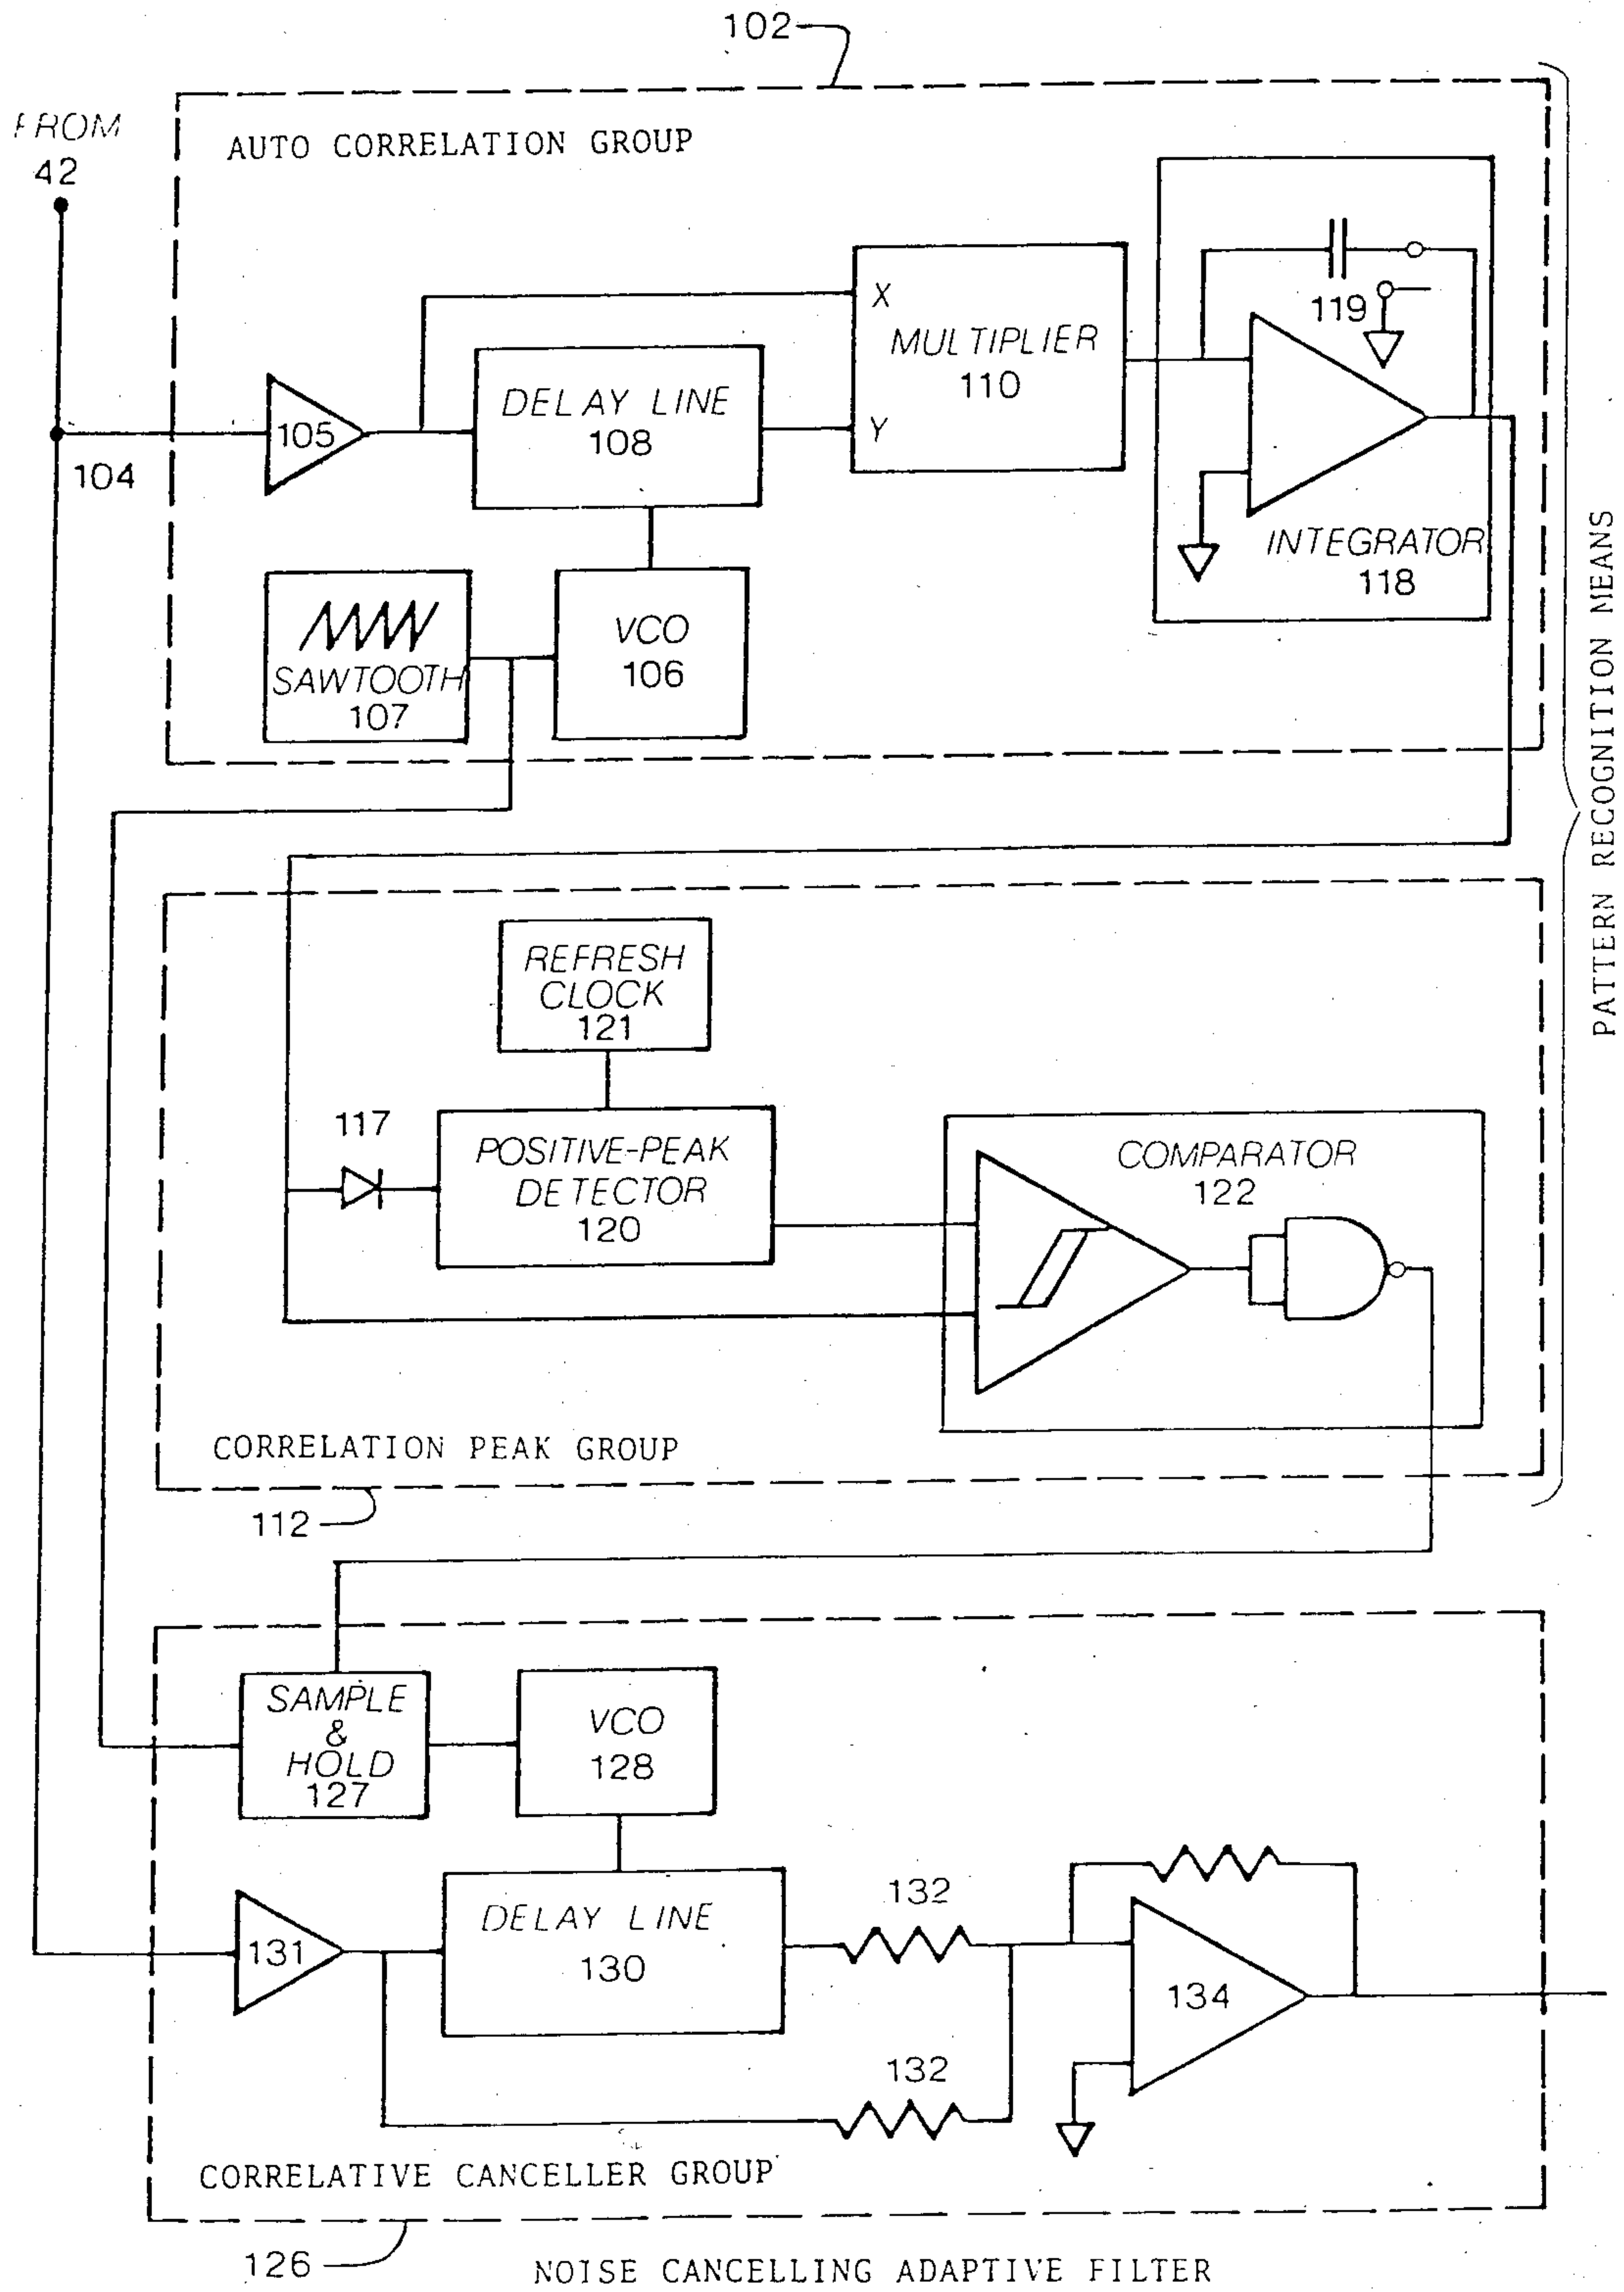 102
FROM
42
AUTO CORRELATION GROUP
X
MULTIPLIER
110
Y
119
DELAY LINE
108
105
104
INTEGRATOR
118
SAWTOOTH
107
VCO
106
PATTERN RECOGNITION MEANS
REFRESH
CLOCK
121
117
POSITIVE-PEAK
DETECTOR
120
COMPARATOR
122
CORRELATION PEAK GROUP
112
SAMPLE
&
HOLD
127
VCO
128
131
DELAY LINE
130
132
134
132
CORRELATIVE CANCELLER GROUP
126
NOISE CANCELLING ADAPTIVE FILTER